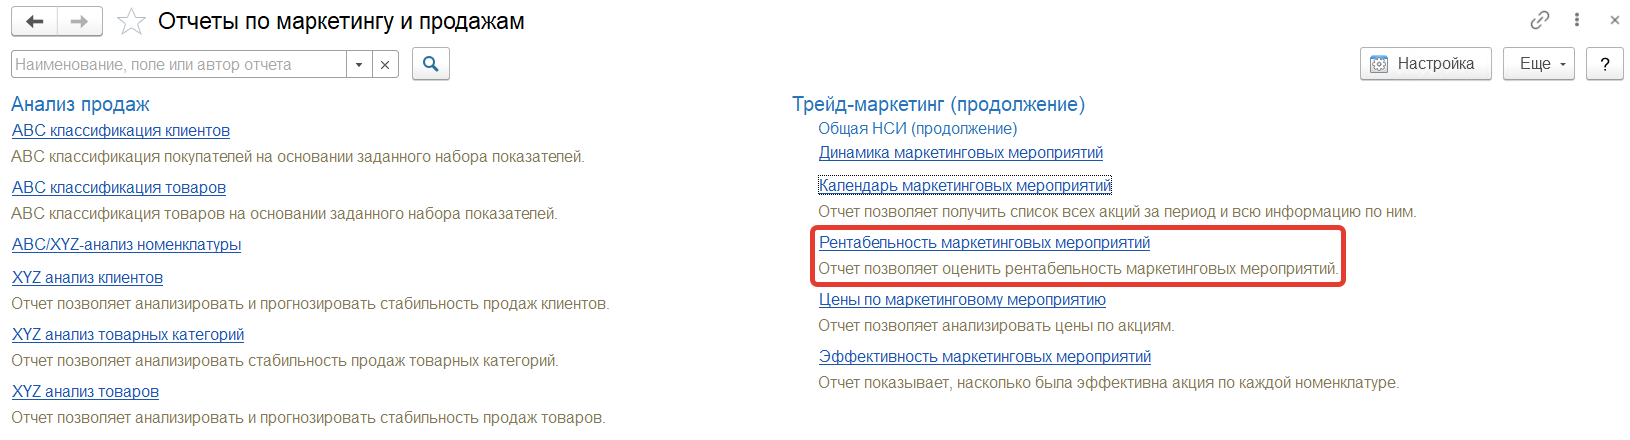 Отчеты по маркетингу и продажам
Наименование, поле или автор отчета
Настройка
Еще
?
Анализ продаж
ABC классификация клиентов
ABC классификация покупателей на основании заданного набора показателей.
ABC классификация товаров
ABC классификация товаров на основании заданного набора показателей.
ABC/XYZ-анализ номенклатуры
XYZ анализ клиентов
Отчет позволяет анализировать и прогнозировать стабильность продаж клиентов.
XYZ анализ товарных категорий
Отчет позволяет анализировать стабильность продаж товарных категорий.
XYZ анализ товаров
Отчет позволяет анализировать и прогнозировать стабильность продаж товаров.
Трейд-маркетинг (продолжение)
Общая НСИ (продолжение)
Динамика маркетинговых мероприятий
Календарь маркетинговых мероприятий
Отчет позволяет получить список всех акций за период и всю информацию по ним.
Рентабельность маркетинговых мероприятий
Отчет позволяет оценить рентабельность маркетинговых мероприятий.
Цены по маркетинговому мероприятию
Отчет позволяет анализировать цены по акциям.
Эффективность маркетинговых мероприятий
Отчет показывает, насколько была эффективна акция по каждой номенклатуре.